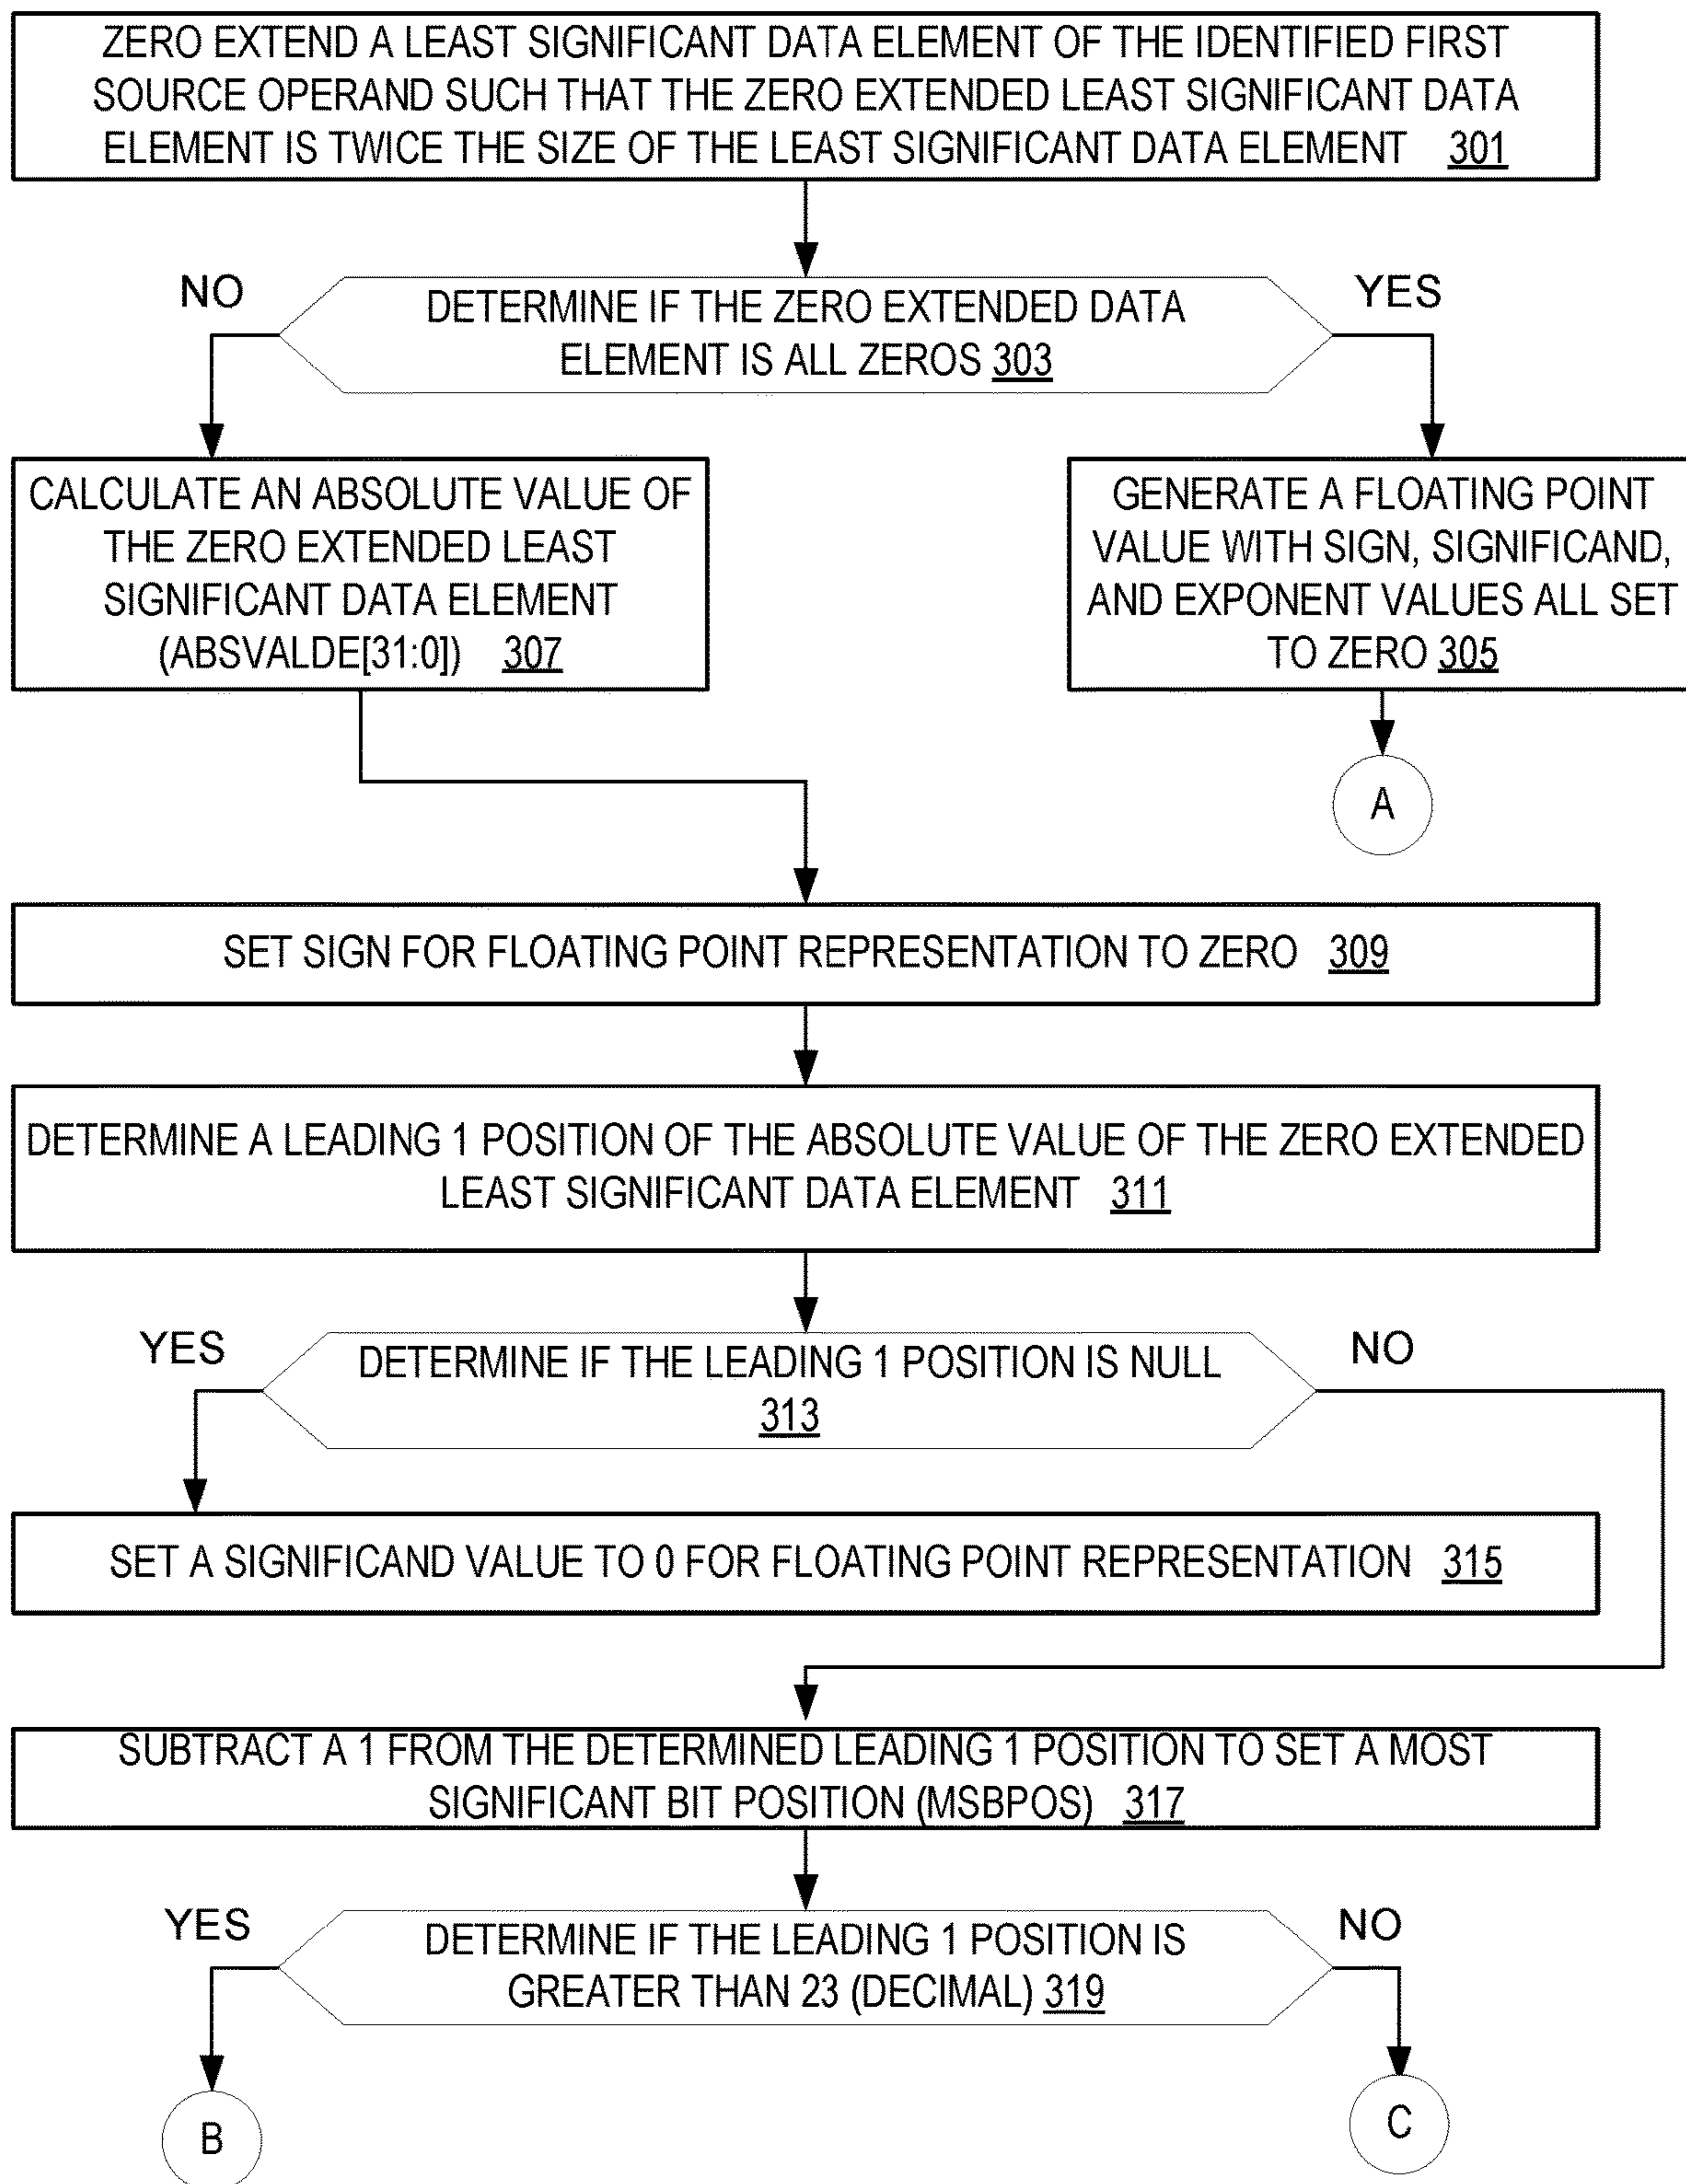 ZERO EXTEND A LEAST SIGNIFICANT DATA ELEMENT OF THE IDENTIFIED FIRST
SOURCE OPERAND SUCH THAT THE ZERO EXTENDED LEAST SIGNIFICANT DATA
ELEMENT IS TWICE THE SIZE OF THE LEAST SIGNIFICANT DATA ELEMENT 301
NO
DETERMINE IF THE ZERO EXTENDED DATA
ELEMENT IS ALL ZEROS 303
YES
CALCULATE AN ABSOLUTE VALUE OF
THE ZERO EXTENDED LEAST
SIGNIFICANT DATA ELEMENT
(ABSVALDE[31:0]) 307
GENERATE A FLOATING POINT
VALUE WITH SIGN, SIGNIFICAND,
AND EXPONENT VALUES ALL SET
TO ZERO 305
A
SET SIGN FOR FLOATING POINT REPRESENTATION TO ZERO 309
DETERMINE A LEADING 1 POSITION OF THE ABSOLUTE VALUE OF THE ZERO EXTENDED
LEAST SIGNIFICANT DATA ELEMENT 311
YES
DETERMINE IF THE LEADING 1 POSITION IS NULL
313
NO
SET A SIGNIFICAND VALUE TO 0 FOR FLOATING POINT REPRESENTATION 315
SUBTRACT A 1 FROM THE DETERMINED LEADING 1 POSITION TO SET A MOST
SIGNIFICANT BIT POSITION (MSBPOS) 317
YES
DETERMINE IF THE LEADING 1 POSITION IS
GREATER THAN 23 (DECIMAL) 319
NO
B
C